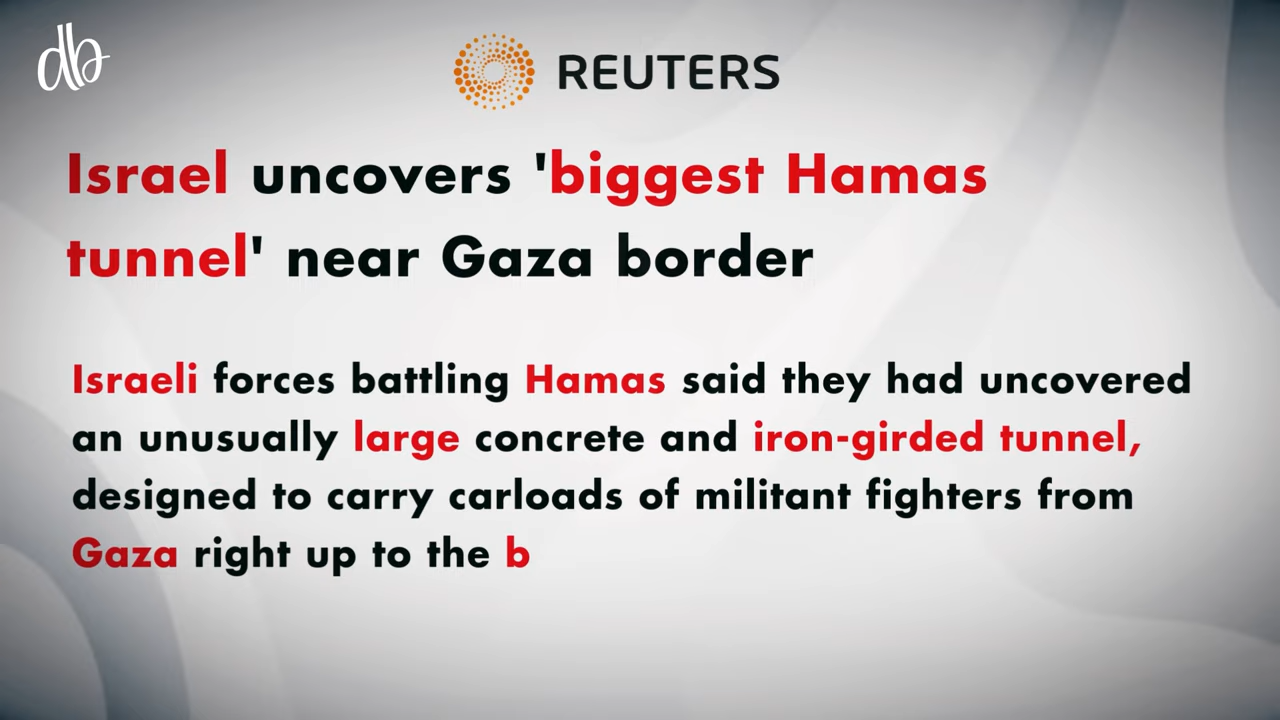 db
REUTERS
Israel uncovers 'biggest Hamas
tunnel' near Gaza border
Israeli forces battling Hamas said they had uncovered
an unusually large concrete and iron-girded tunnel,
designed to carry carloads of militant fighters from
Gaza right up to the b